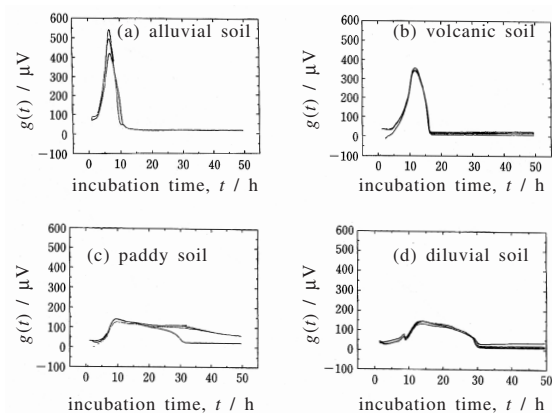 600
(a) alluvial soil
500
400
300
200
100
0
−100
g(t) / μV
0 10 20 30 40 50
incubation time, t / h
600
(b) volcanic soil
500
400
300
200
100
0
−100
g(t) / μV
0 10 20 30 40 50
incubation time, t / h
600
500
(c) paddy soil
400
300
200
100
0
−100
g(t) / μV
0 10 20 30 40 50
incubation time, t / h
600
500
(d) diluvial soil
400
300
200
100
0
−100
g(t) / μV
0 10 20 30 40 50
incubation time, t / h